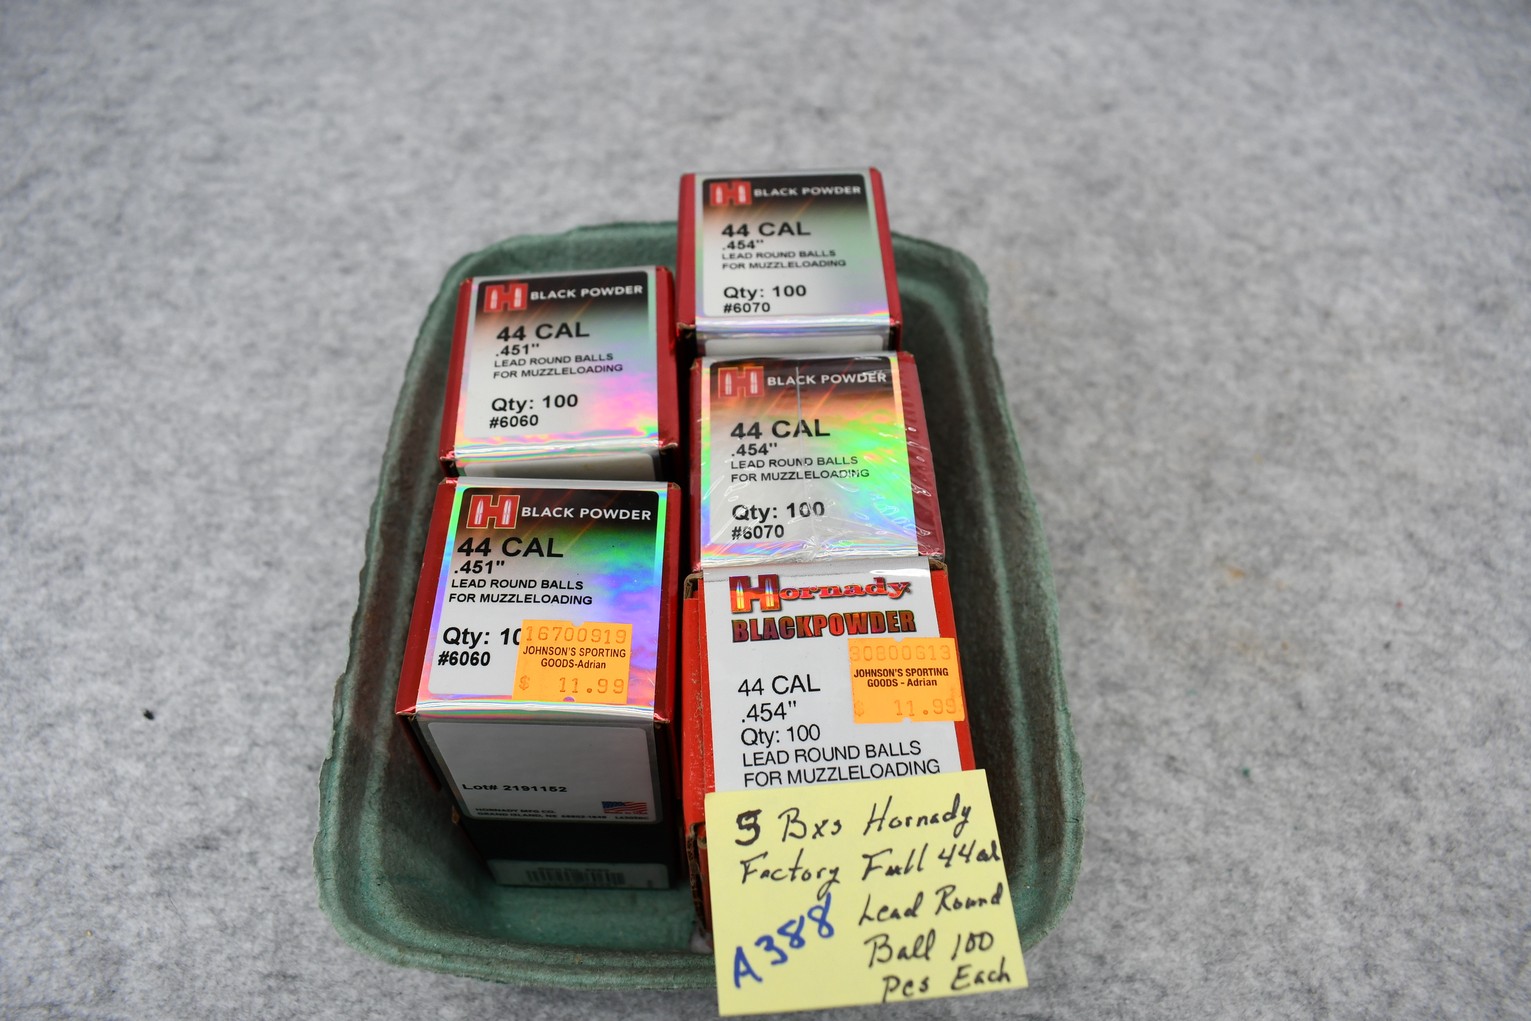 H BLACK POWDER
44 CAL
.454"
LEAD ROUND BALLS
FOR MUZZLELOADING
Qty: 100
#6070
H BLACK POWDER
44 CAL
.451"
LEAD ROUND BALLS
FOR MUZZLELOADING
Qty: 100
#6060
H BLACK POWDER
44 CAL
.454"
LEAD ROUND BALLS
FOR MUZZLELOADING
Qty: 100
#6070
H BLACK POWDER
44 CAL
.451"
LEAD ROUND BALLS
FOR MUZZLELOADING
Qty: 10
#6060
16700919
JOHNSON'S SPORTING
GOODS-Adrian
$ 11.99
Lot# 2191152
HORNADY MFG CO.
Hornady
BLACKPOWDER
44 CAL
.454"
Qty: 100
LEAD ROUND BALLS
FOR MUZZLELOADING
JOHNSON'S SPORTING
GOODS - Adrian
$ 11.99
5 Bxs Hornady
Factory Full 44cal
Lead Round
Ball 100
Pcs Each
A388